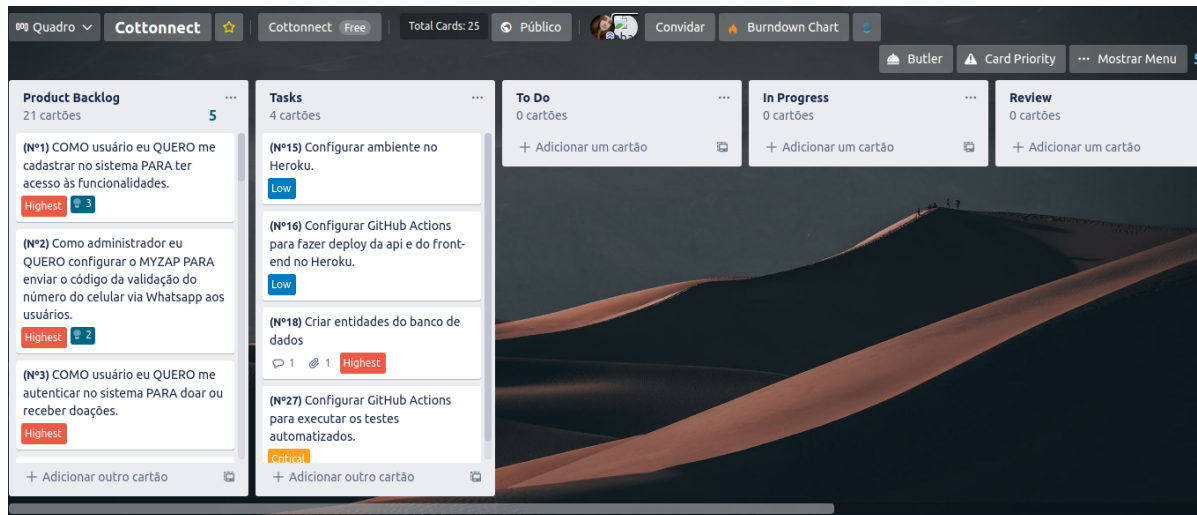 Quadro
Cottonnect
Cottonnect Free
Total Cards: 25
Público
Convidar
Burndown Chart
Butler
Card Priority
Mostrar Menu
Product Backlog
21 cartões
5
(Nº1) COMO usuário eu QUERO me
cadastrar no sistema PARA ter
acesso às funcionalidades.
Highest 3
(Nº2) Como administrador eu
QUERO configurar o MYZAP PARA
enviar o código da validação do
número do celular via Whatsapp aos
usuários.
Highest 2
(Nº3) COMO usuário eu QUERO me
autenticar no sistema PARA doar ou
receber doações.
Highest
+ Adicionar outro cartão
Tasks
4 cartões
(Nº15) Configurar ambiente no
Heroku.
Low
(Nº16) Configurar GitHub Actions
para fazer deploy da api e do front-
end no Heroku.
Low
(Nº18) Criar entidades do banco de
dados
1 1 Highest
(Nº27) Configurar GitHub Actions
para executar os testes
automatizados.
Critical
+ Adicionar outro cartão
To Do
0 cartões
+ Adicionar um cartão
In Progress
0 cartões
+ Adicionar um cartão
Review
0 cartões
+ Adicionar um cartão